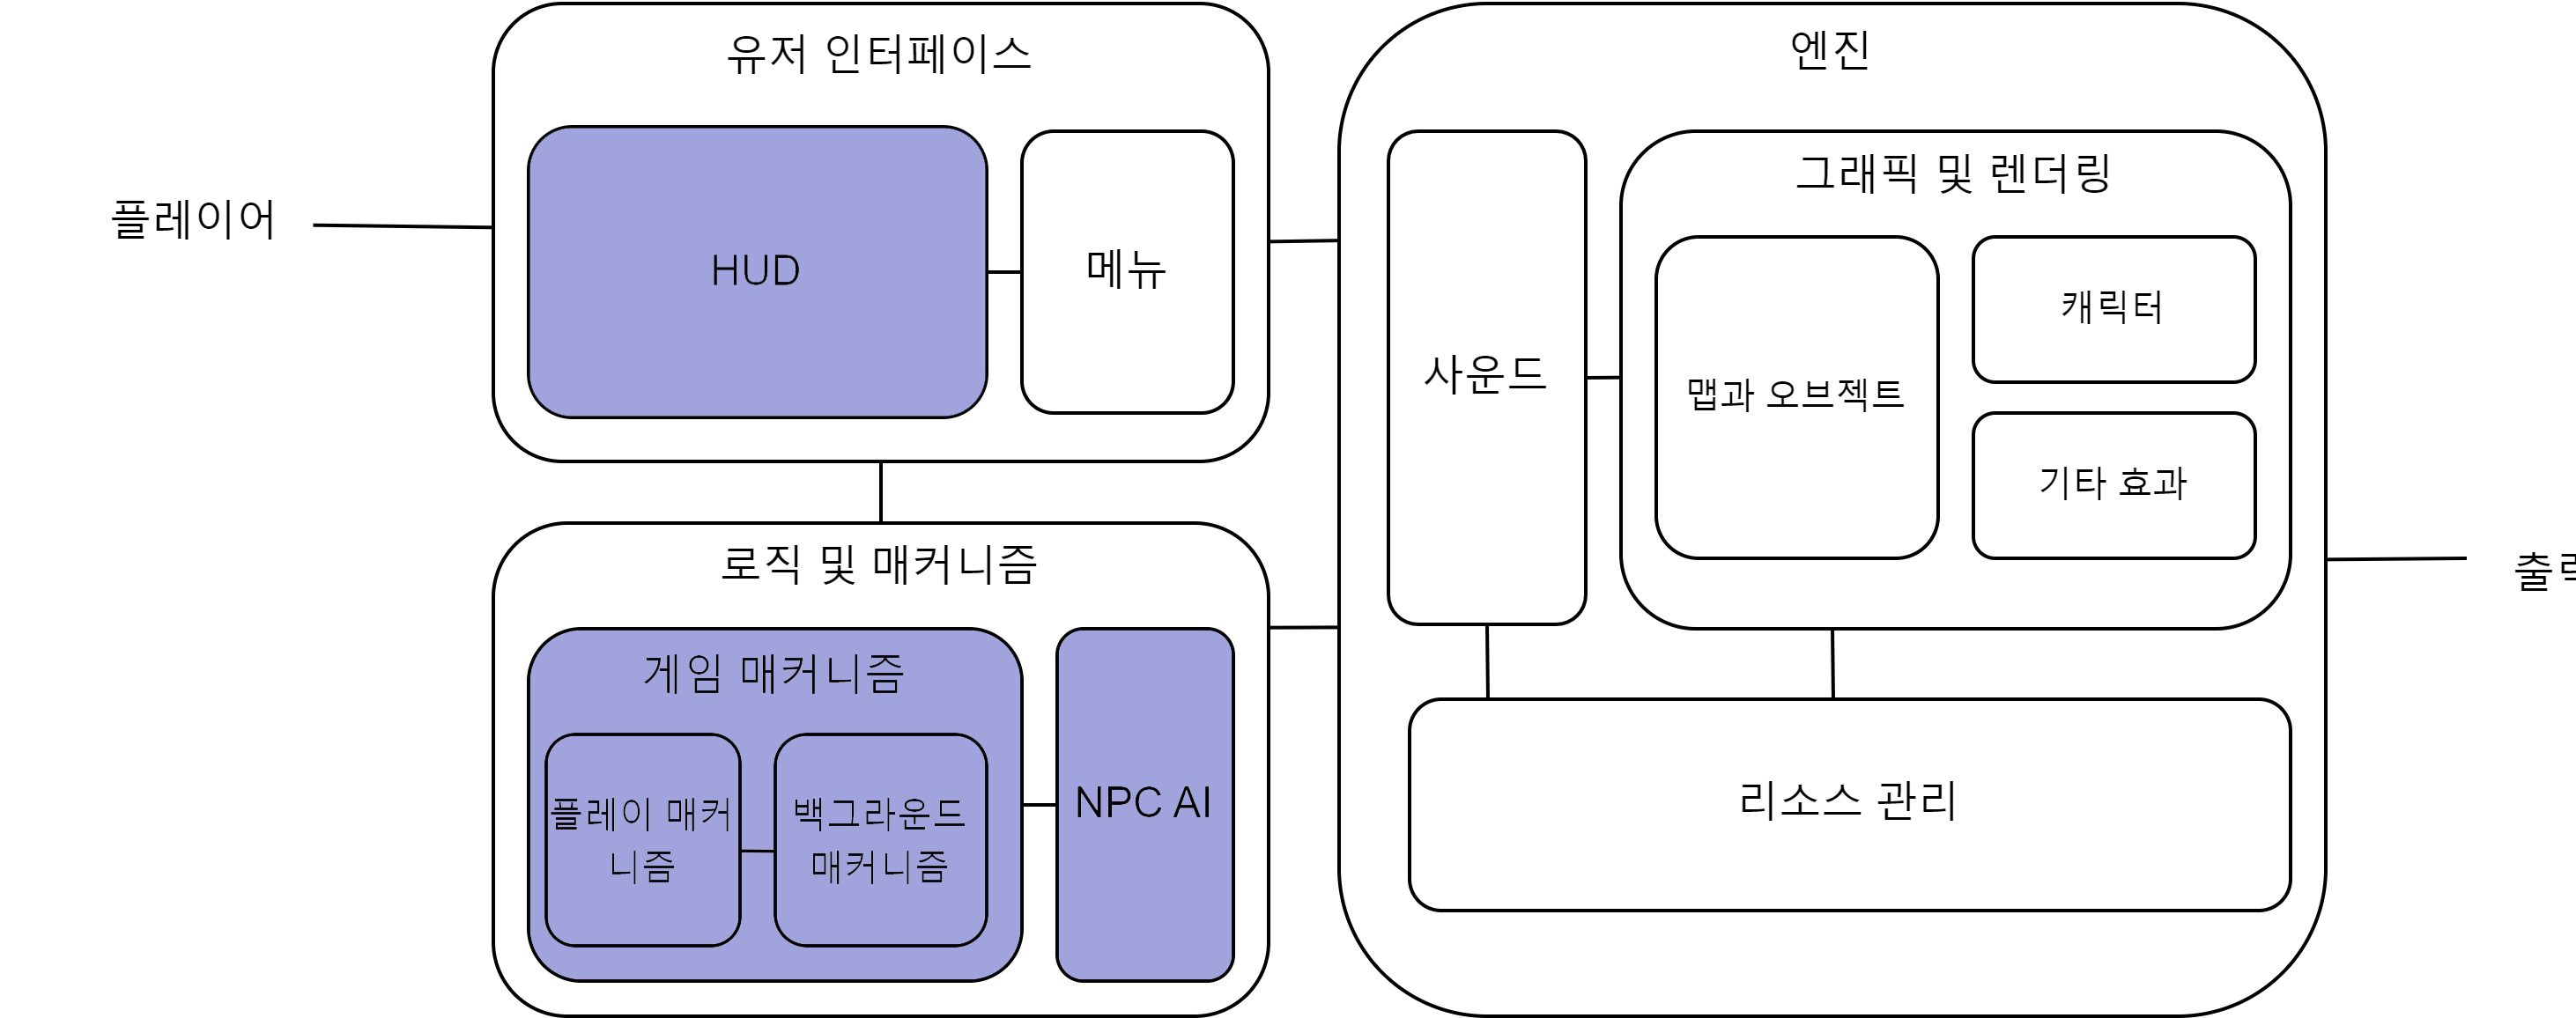 유저 인터페이스
엔진
HUD
메뉴
플레이어
사운드
그래픽 및 렌더링
맵과 오브젝트
캐릭터
기타 효과
로직 및 매커니즘
게임 매커니즘
플레이 매커
니즘
백그라운드
매커니즘
NPC AI
리소스 관리